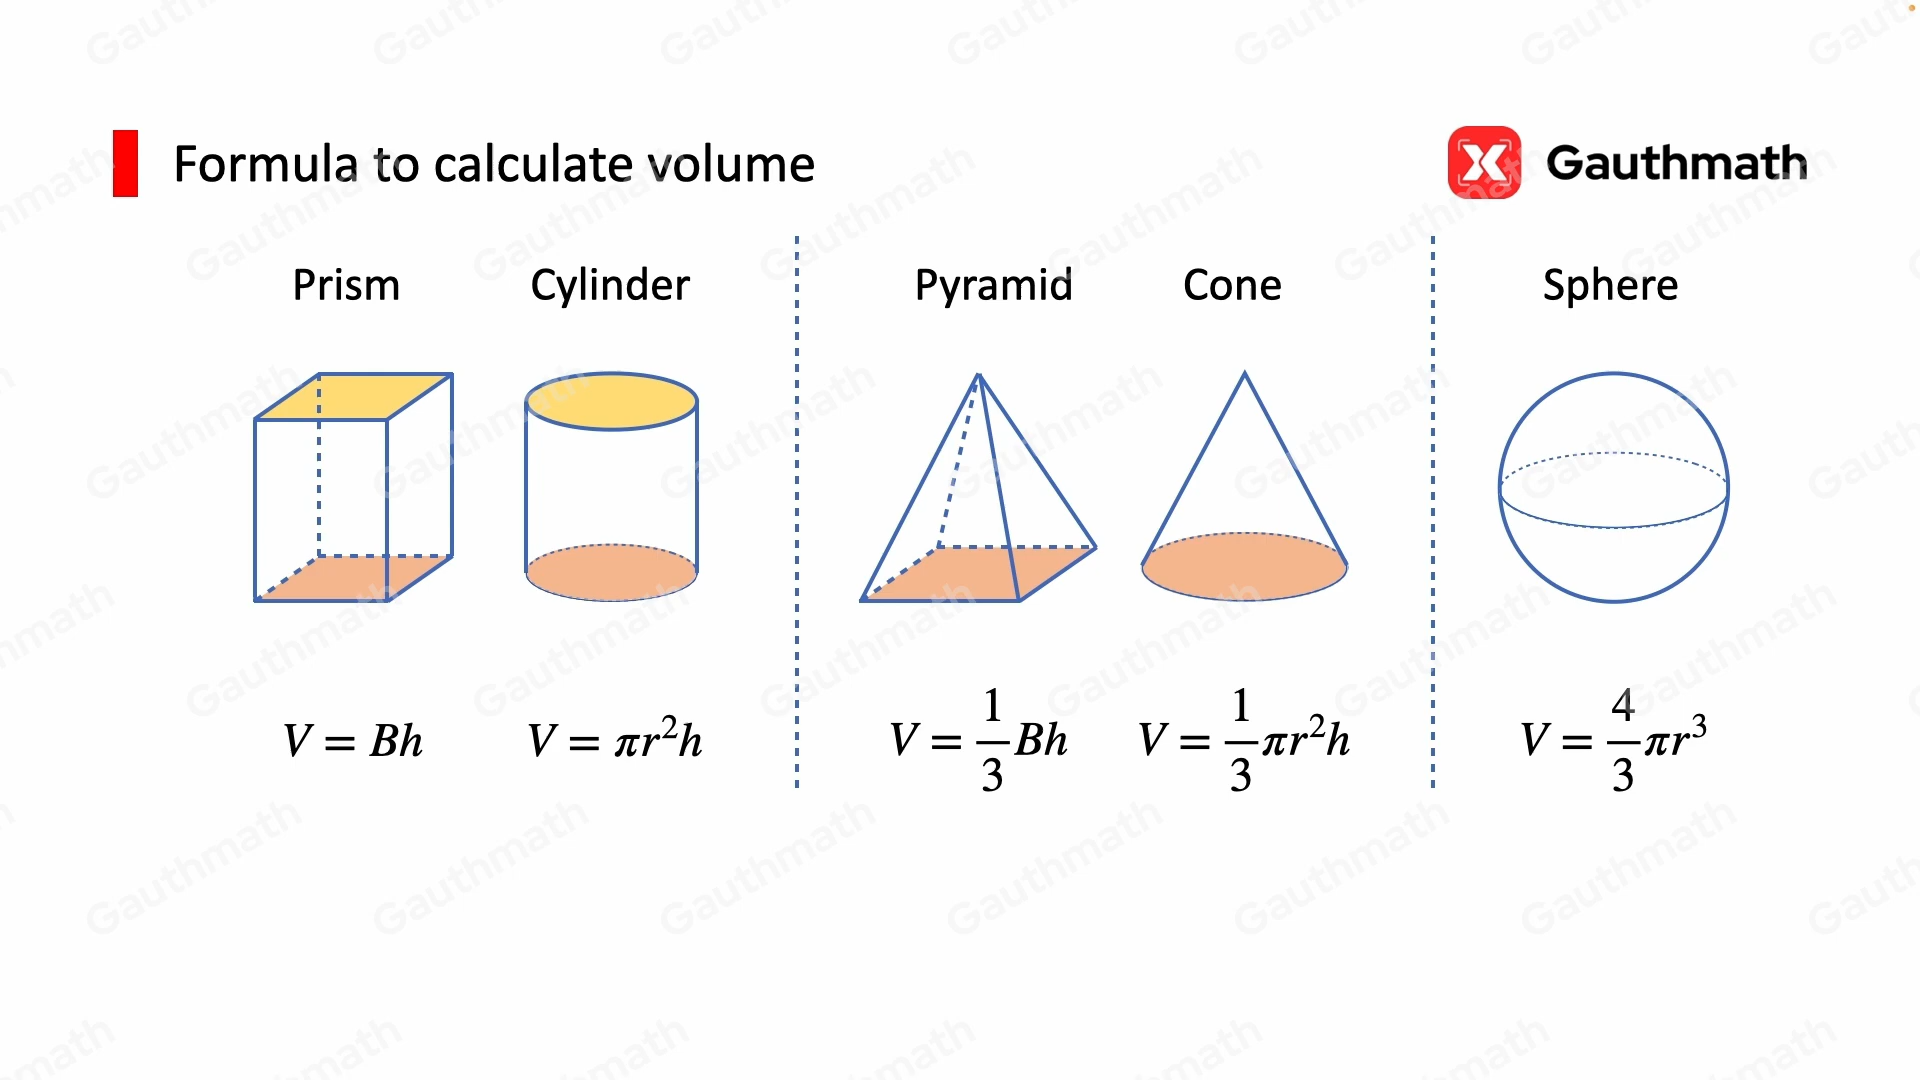 Formula to calculate volume
Gauthmath
Prism Cylinder Pyramid Cone Sphere
V = Bh V = πr²h V = 1/3 Bh V = 1/3 πr²h V = 4/3 πr³